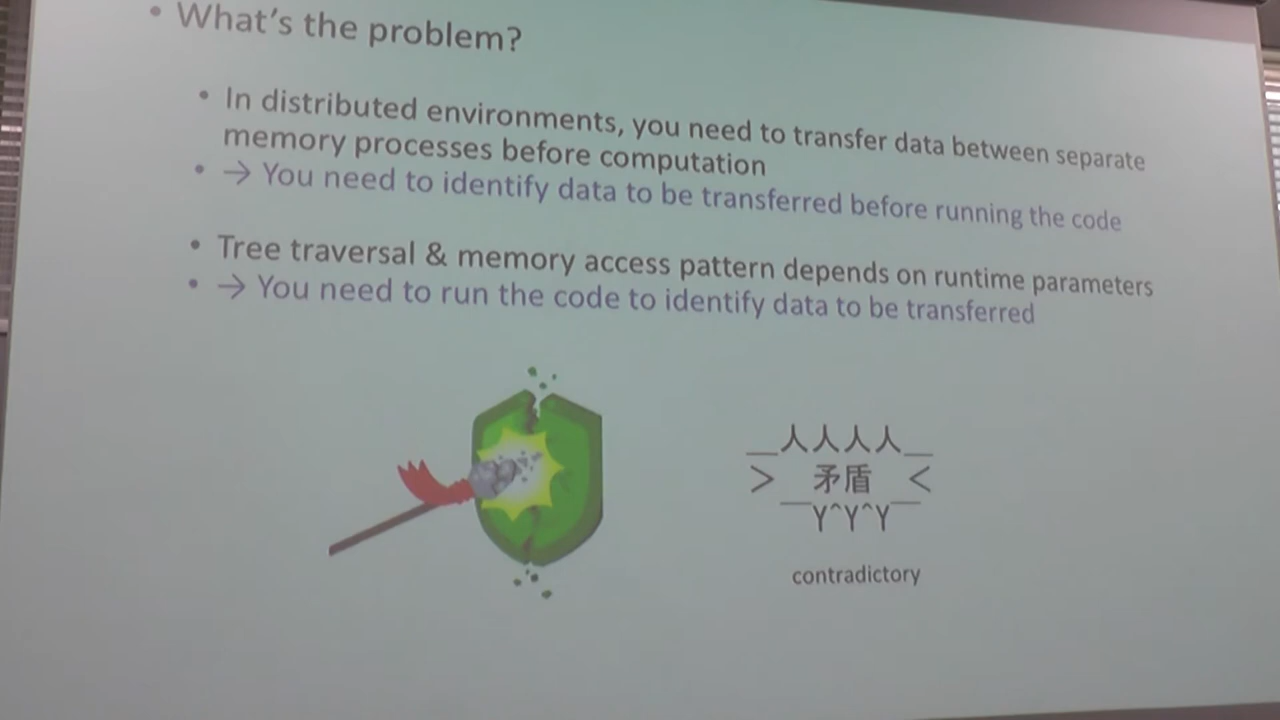 • What's the problem?
• In distributed environments, you need to transfer data between separate
memory processes before computation
• → You need to identify data to be transferred before running the code
• Tree traversal & memory access pattern depends on runtime parameters
• → You need to run the code to identify data to be transferred
＿人人人人＿
＞ 矛盾 ＜
￣Y^Y^Y￣
contradictory